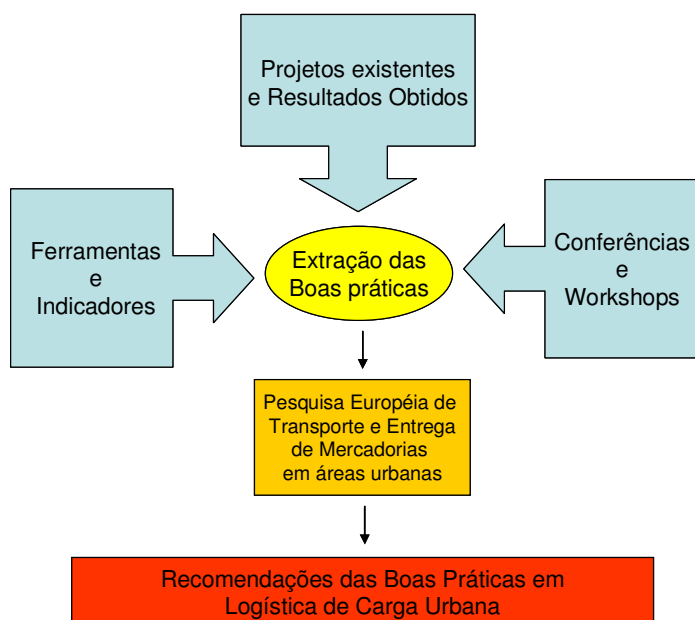 Projetos existentes
e Resultados Obtidos
Ferramentas
e
Indicadores
Extração das
Boas práticas
Conferências
e
Workshops
Pesquisa Européia de
Transporte e Entrega
de Mercadorias
em áreas urbanas
Recomendações das Boas Práticas em
Logística de Carga Urbana